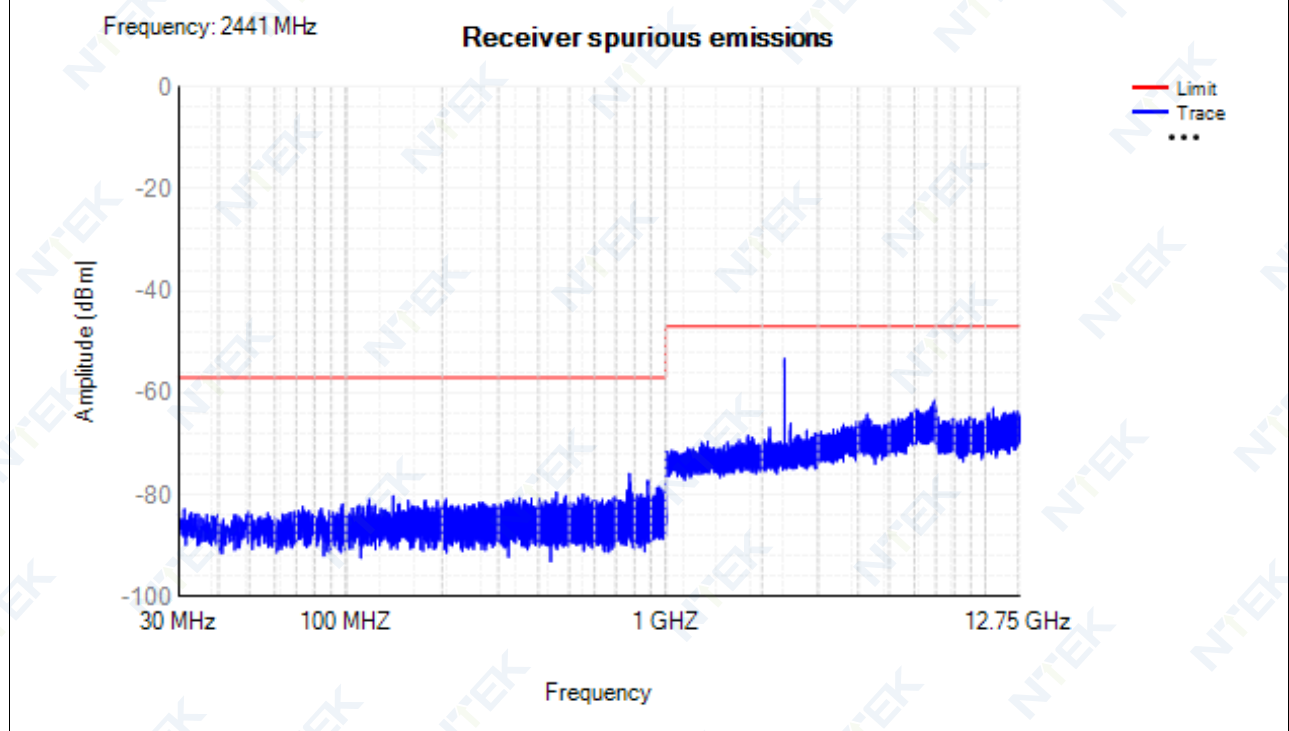 Frequency: 2441 MHz
Receiver spurious emissions
Limit
Trace
0
-20
-40
-60
-80
-100
Amplitude [dBm]
30 MHz
100 MHZ
1 GHZ
12.75 GHz
Frequency
NTEK